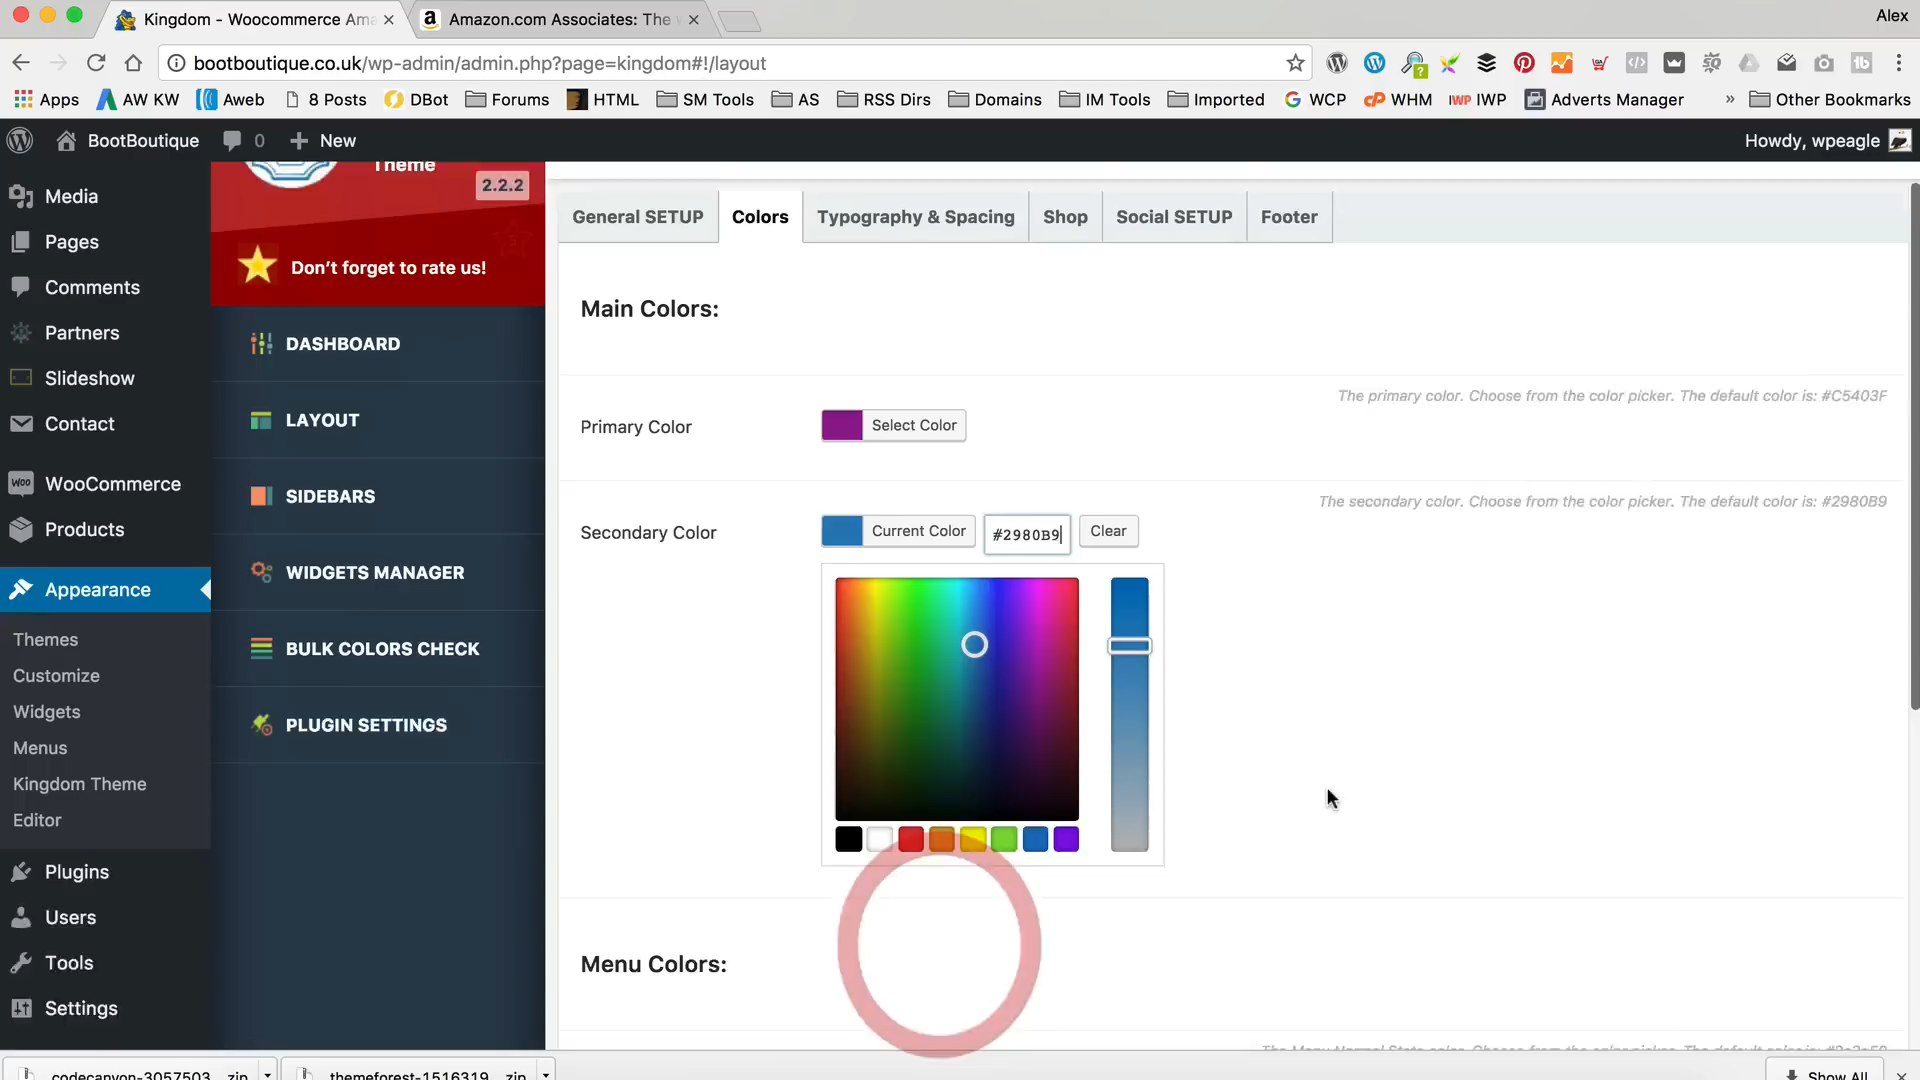 Kingdom - Woocommerce Ama
Amazon.com Associates: The w
Alex
bootboutique.co.uk/wp-admin/admin.php?page=kingdom#!/layout
Apps
AW KW
Aweb
8 Posts
DBot
Forums
HTML
SM Tools
AS
RSS Dirs
Domains
IM Tools
Imported
WCP
WHM
IWP
IWP
Adverts Manager
»
Other Bookmarks
BootBoutique
0
New
Howdy, wpeagle
Media
Pages
Comments
Partners
Slideshow
Contact
WooCommerce
Products
Appearance
Themes
Customize
Widgets
Menus
Kingdom Theme
Editor
Plugins
Users
Tools
Settings
Theme
2.2.2
Don't forget to rate us!
DASHBOARD
LAYOUT
SIDEBARS
WIDGETS MANAGER
BULK COLORS CHECK
PLUGIN SETTINGS
General SETUP
Colors
Typography & Spacing
Shop
Social SETUP
Footer
Main Colors:
The primary color. Choose from the color picker. The default color is: #C5403F
Primary Color
Select Color
The secondary color. Choose from the color picker. The default color is: #2980B9
Secondary Color
Current Color
#2980B9
Clear
Menu Colors:
codecanyon-3057503....zip
themeforest-1516319....zip
Show All